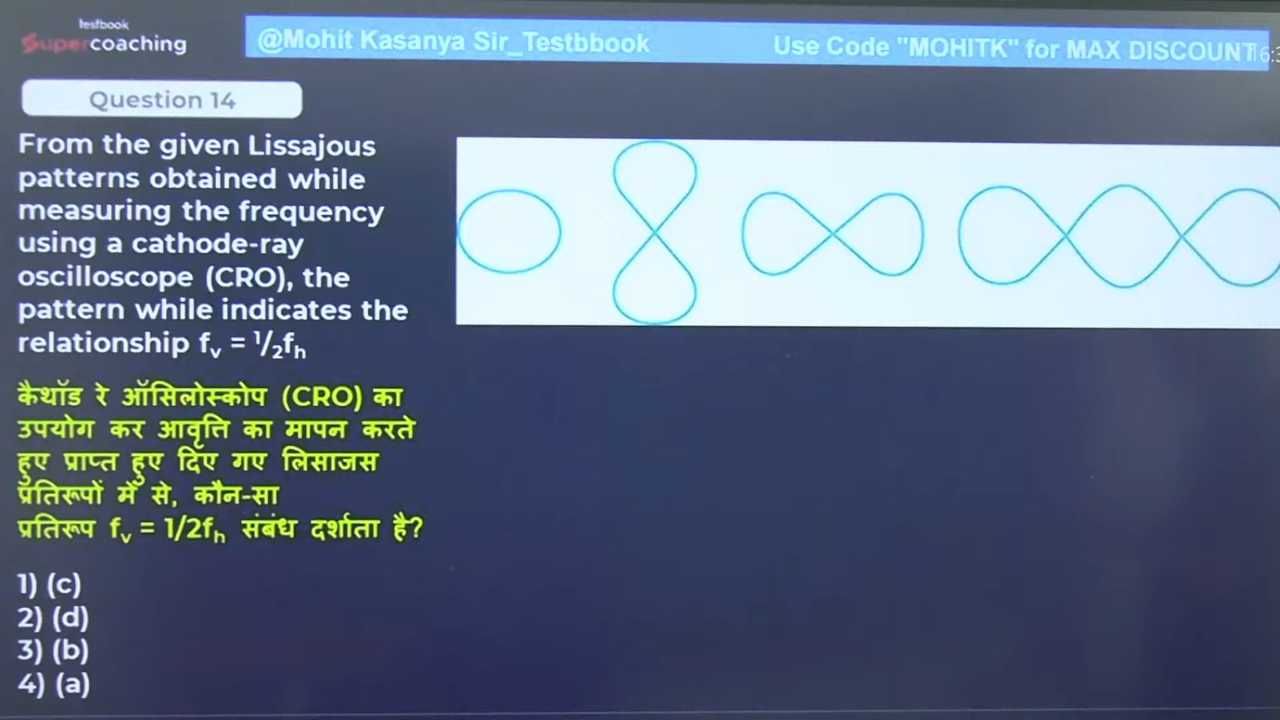 testbook
Supercoaching
@Mohit Kasanya Sir_Testbbook
Use Code "MOHITK" for MAX DISCOUNT
Question 14
From the given Lissajous
patterns obtained while
measuring the frequency
using a cathode-ray
oscilloscope (CRO), the
pattern while indicates the
relationship fᵥ = ¹/₂fₕ
कैथॉड रे ऑसिलोस्कोप (CRO) का
उपयोग कर आवृत्ति का मापन करते
हुए प्राप्त हुए दिए गए लिसाजस
प्रतिरूपों में से, कौन-सा
प्रतिरूप fᵥ = 1/2fₕ संबंध दर्शाता है?
1) (c)
2) (d)
3) (b)
4) (a)